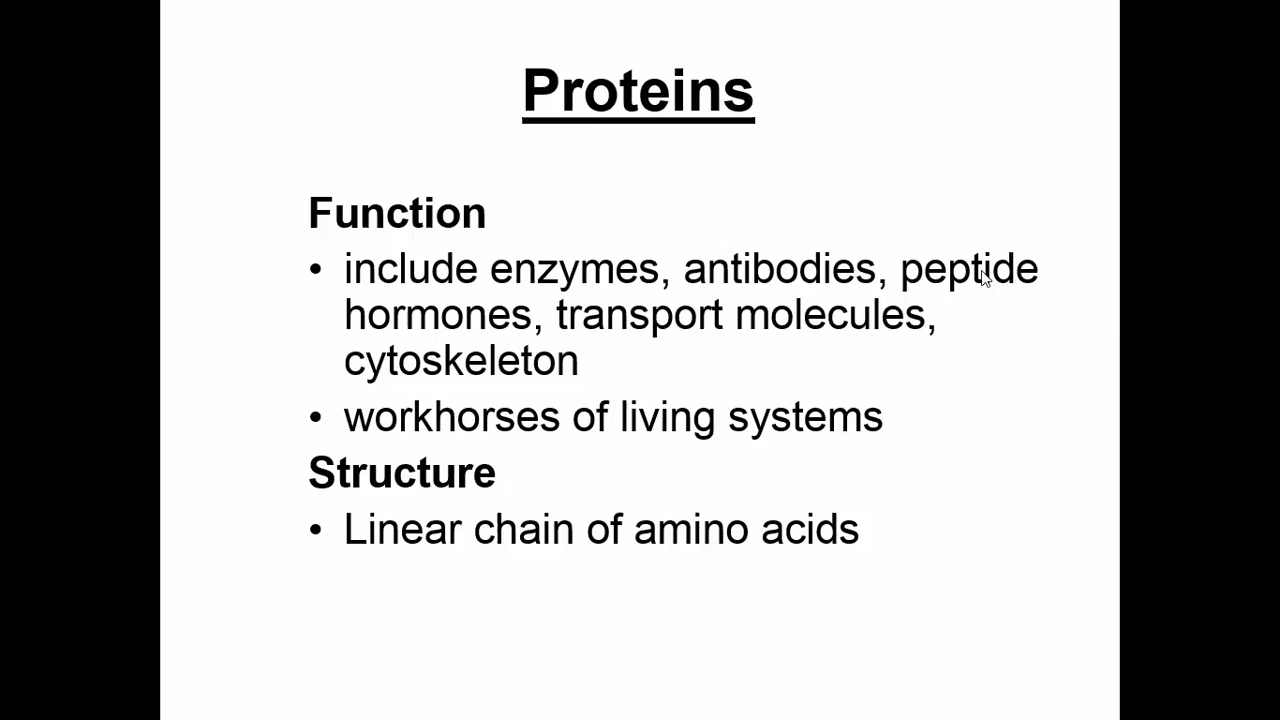 Proteins
Function
• include enzymes, antibodies, peptide
hormones, transport molecules,
cytoskeleton
• workhorses of living systems
Structure
• Linear chain of amino acids